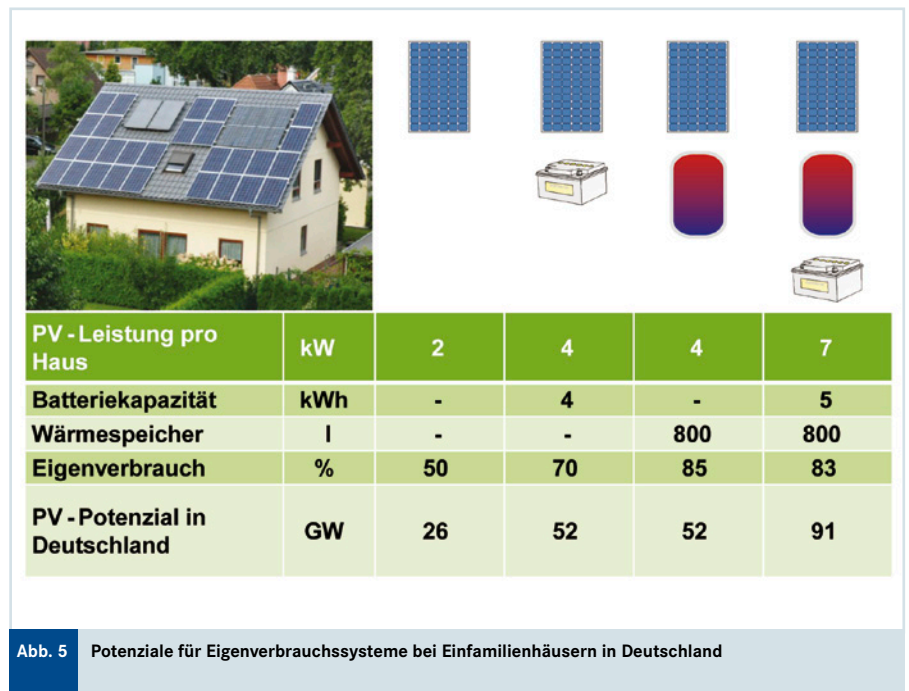 PV - Leistung pro
Haus kW 2 4 4 7
Batteriekapazität kWh - 4 - 5
Wärmespeicher l - - 800 800
Eigenverbrauch % 50 70 85 83
PV - Potenzial in
Deutschland GW 26 52 52 91
Abb. 5 Potenziale für Eigenverbrauchssysteme bei Einfamilienhäusern in Deutschland